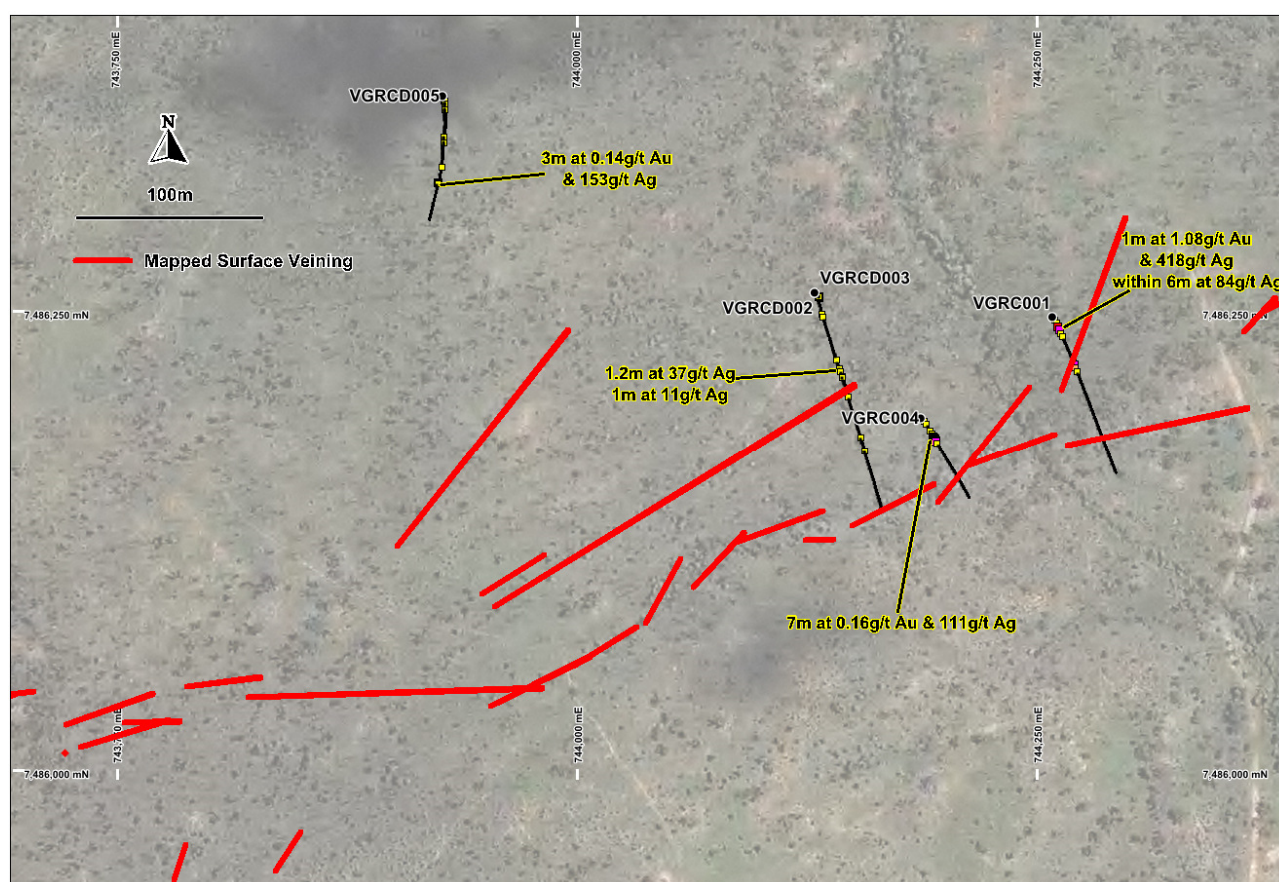 743,750 mE
744,000 mE
744,250 mE
VGRCD005
N
3m at 0.14g/t Au
& 153g/t Ag
100m
Mapped Surface Veining
1m at 1.08g/t Au
& 418g/t Ag
within 6m at 84g/t Ag
VGRCD003
VGRCD002
VGRC001
7,486,250 mN
7,486,250 mN
1.2m at 37g/t Ag
1m at 11g/t Ag
VGRC004
7m at 0.16g/t Au & 111g/t Ag
743,750 mE
744,000 mE
744,250 mE
7,486,000 mN
7,486,000 mN